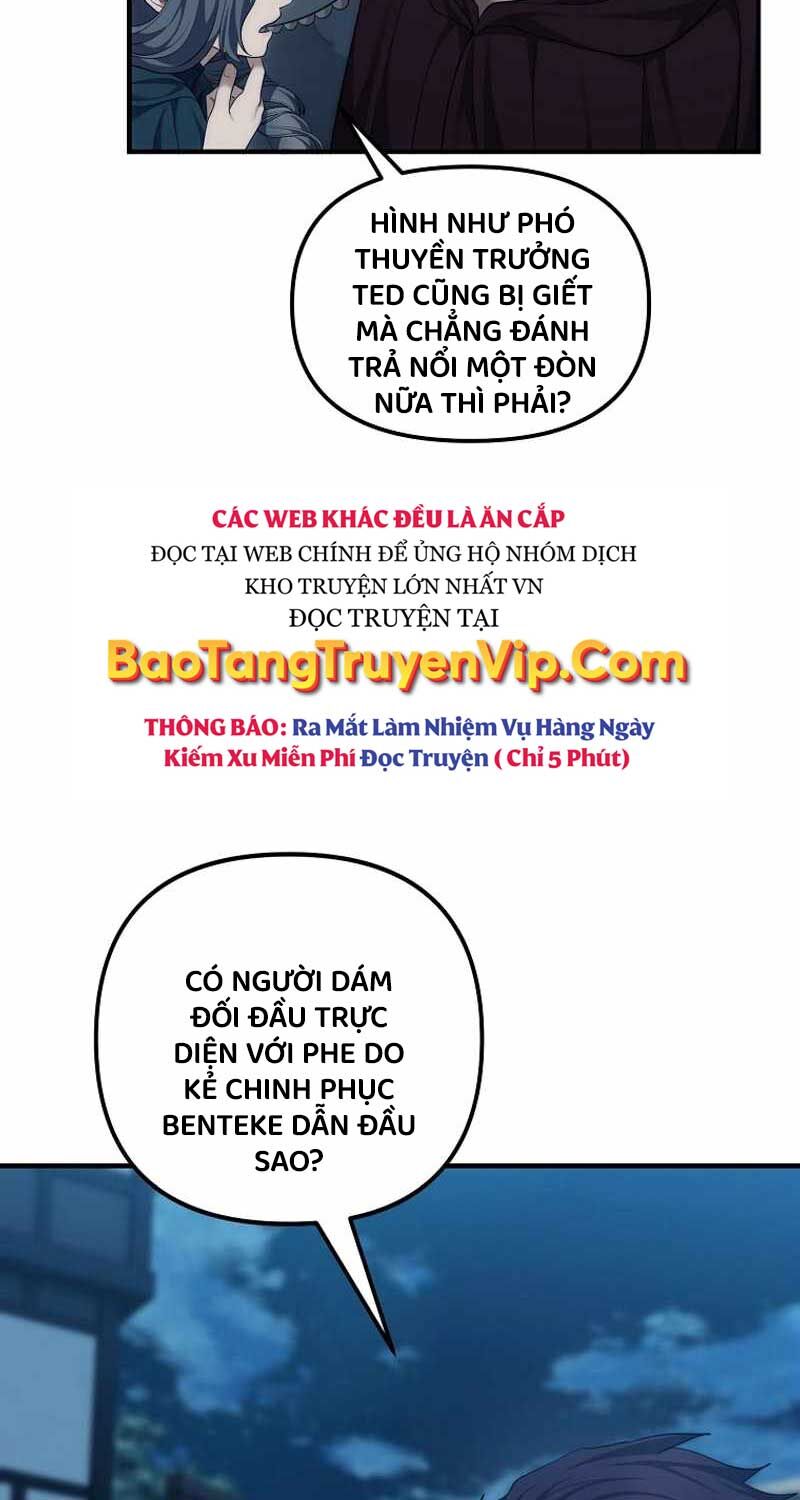 HÌNH NHƯ PHÓ
THUYỀN TRƯỞNG
TED CŨNG BỊ GIẾT
MÀ CHẲNG ĐÁNH
TRẢ NỔI MỘT ĐÒN
NỮA THÌ PHẢI?
CÁC WEB KHÁC ĐỀU LÀ ĂN CẮP
ĐỌC TẠI WEB CHÍNH ĐỂ ỦNG HỘ NHÓM DỊCH
KHO TRUYỆN LỚN NHẤT VN
ĐỌC TRUYỆN TẠI
BaoTangTruyenVip.Com
THÔNG BÁO: Ra Mắt Làm Nhiệm Vụ Hàng Ngày
Kiếm Xu Miễn Phí Đọc Truyện ( Chỉ 5 Phút)
CÓ NGƯỜI DÁM
ĐỐI ĐẦU TRỰC
DIỆN VỚI PHE DO
KẺ CHINH PHỤC
BENTEKE DẪN ĐẦU
SAO?